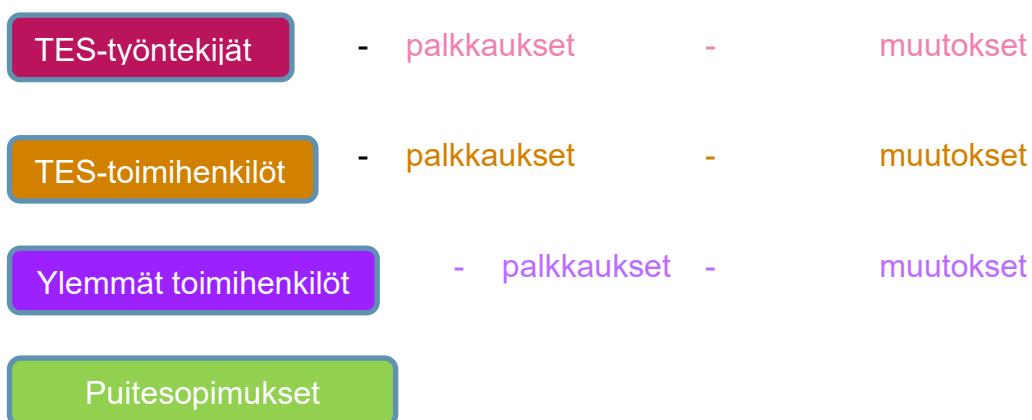 TES-työntekijät - palkkaukset - muutokset
TES-toimihenkilöt - palkkaukset - muutokset
Ylemmät toimihenkilöt - palkkaukset - muutokset
Puitesopimukset